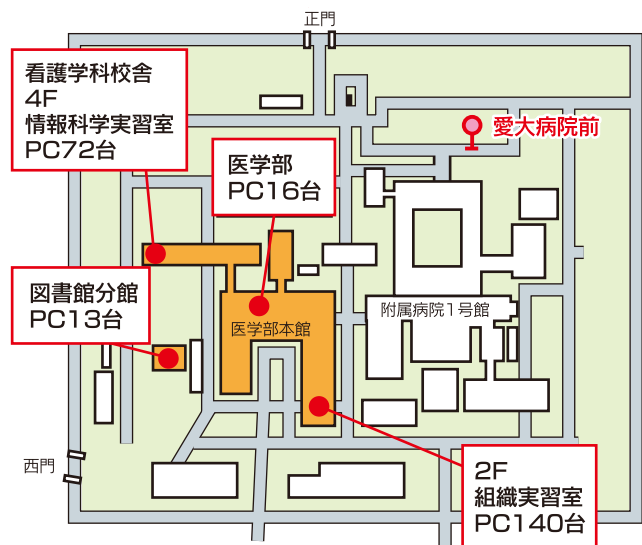 正門
看護学科校舎
4F
情報科学実習室
PC72台
愛大病院前
医学部
PC16台
図書館分館
PC13台
附属病院1号館
医学部本館
西門
2F
組織実習室
PC140台